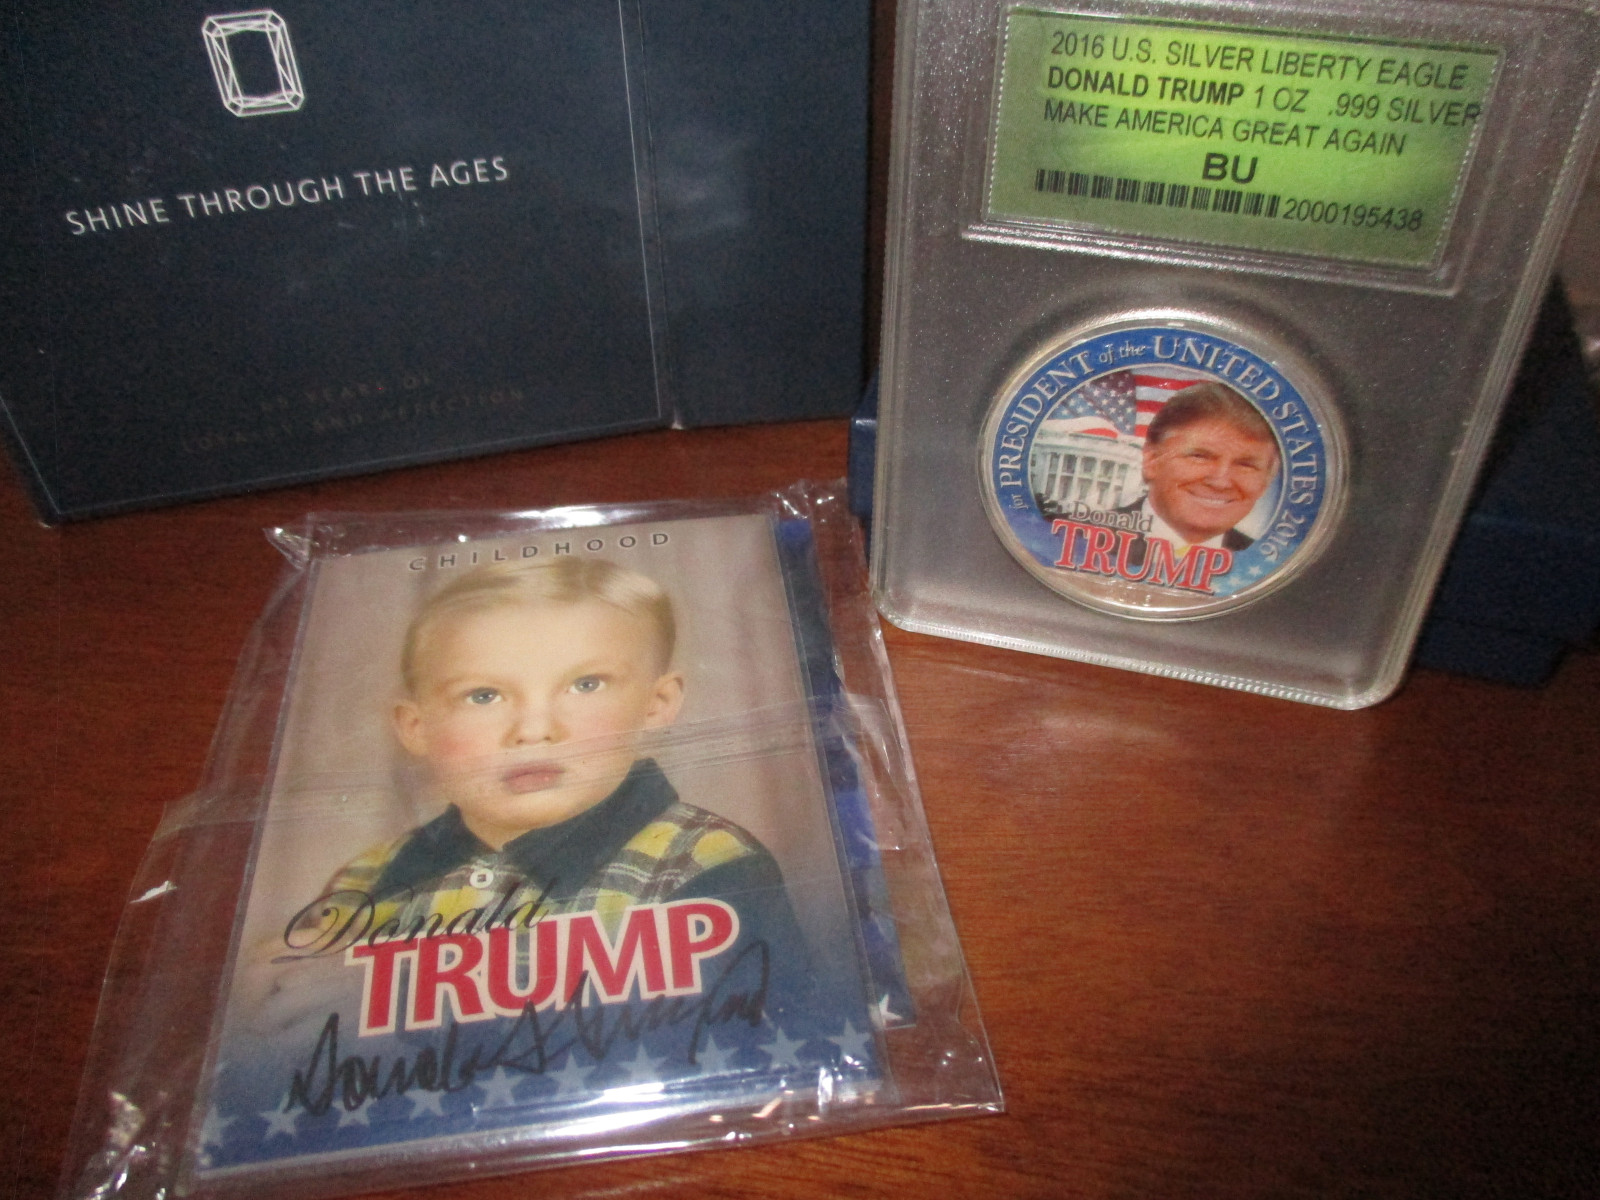 SHINE THROUGH THE AGES
2016 U.S. SILVER LIBERTY EAGLE
DONALD TRUMP 1 OZ .999 SILVER
MAKE AMERICA GREAT AGAIN
BU
2000195438
for PRESIDENT of the UNITED STATES 2016
Donald
TRUMP
CHILDHOOD
Donald
TRUMP